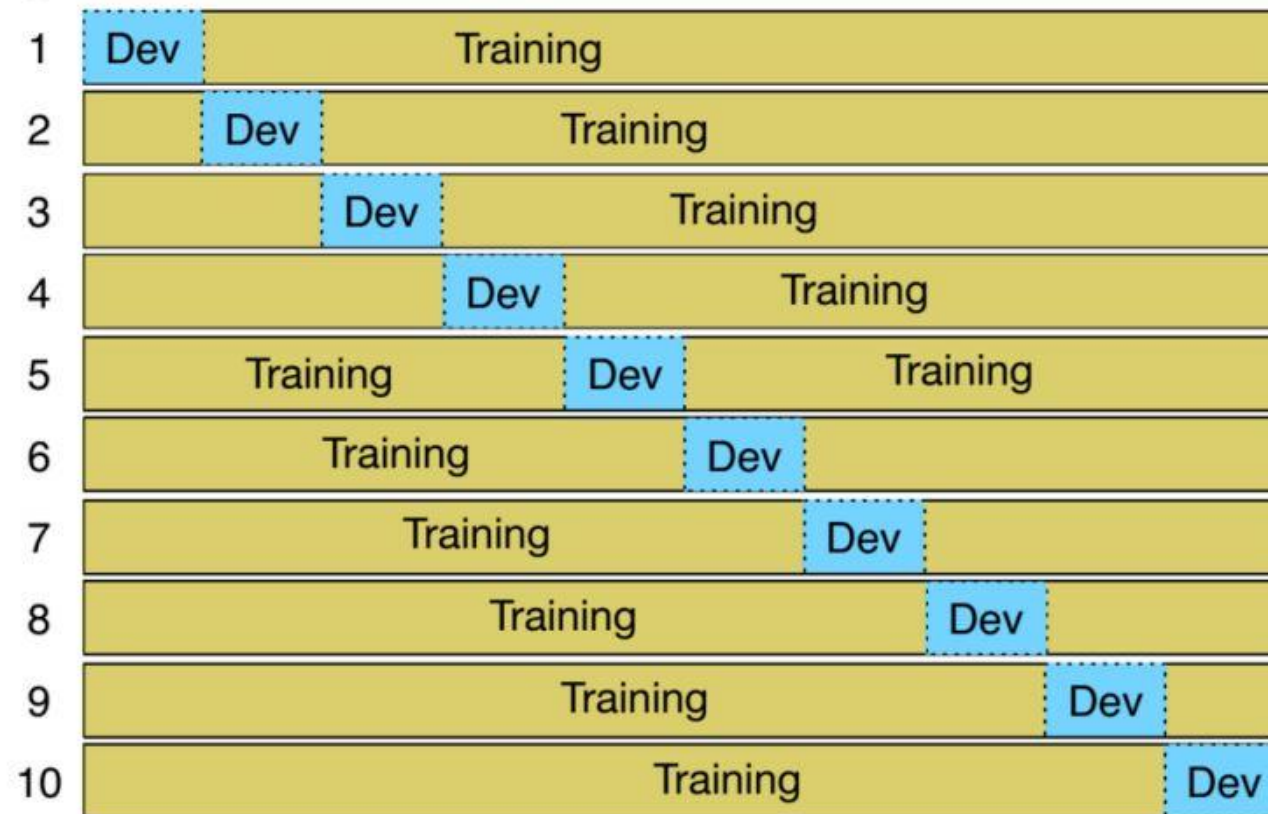 1 Dev Training
2 Dev Training
3 Dev Training
4 Dev Training
5 Training Dev Training
6 Training Dev
7 Training Dev
8 Training Dev
9 Training Dev
10 Training Dev